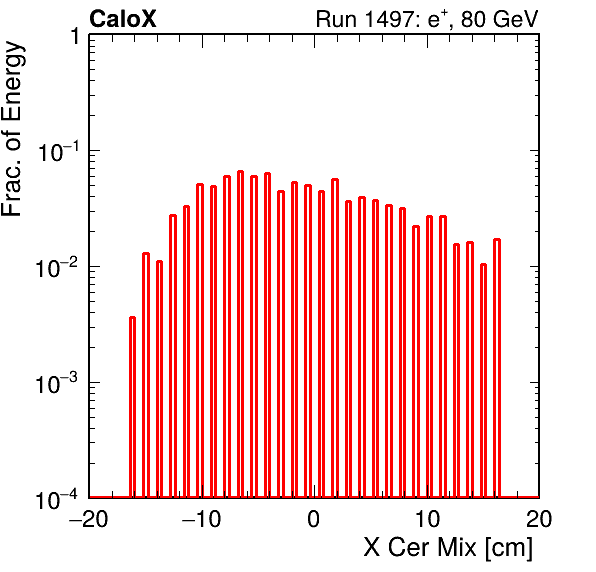 CaloX Run 1497: e⁺, 80 GeV
Frac. of Energy
1
10⁻¹
10⁻²
10⁻³
10⁻⁴
−20 −10 0 10 20
X Cer Mix [cm]